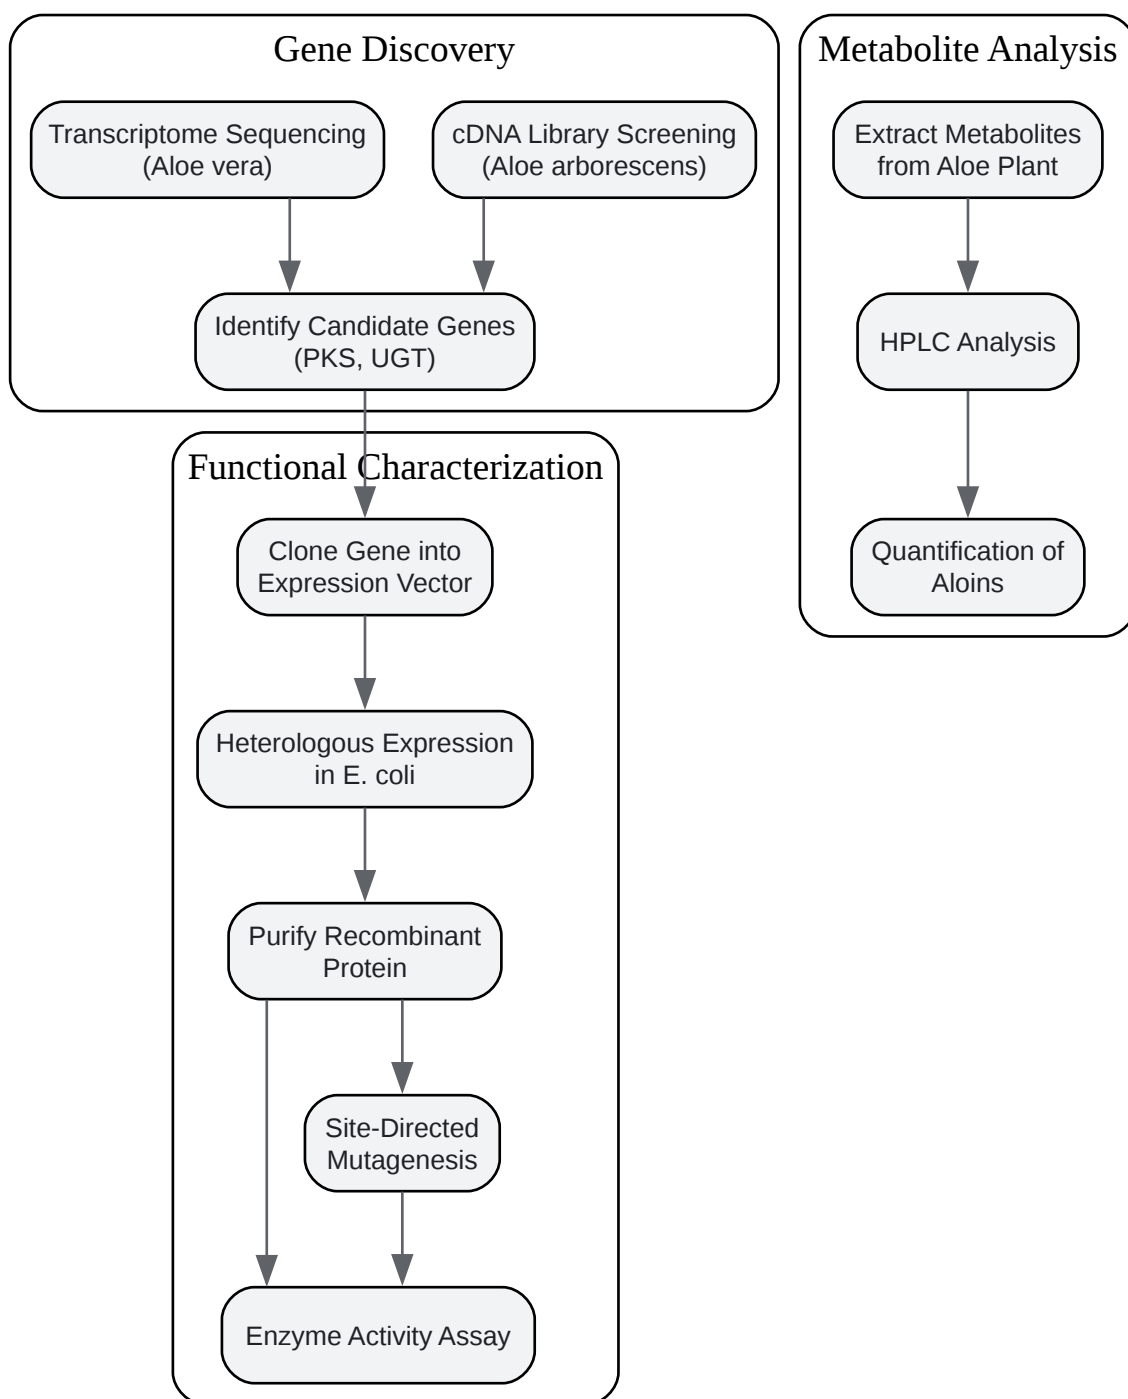 Gene Discovery
Transcriptome Sequencing
(Aloe vera)
cDNA Library Screening
(Aloe arborescens)
Identify Candidate Genes
(PKS, UGT)
Functional Characterization
Clone Gene into
Expression Vector
Heterologous Expression
in E. coli
Purify Recombinant
Protein
Site-Directed
Mutagenesis
Enzyme Activity Assay
Metabolite Analysis
Extract Metabolites
from Aloe Plant
HPLC Analysis
Quantification of
Aloins